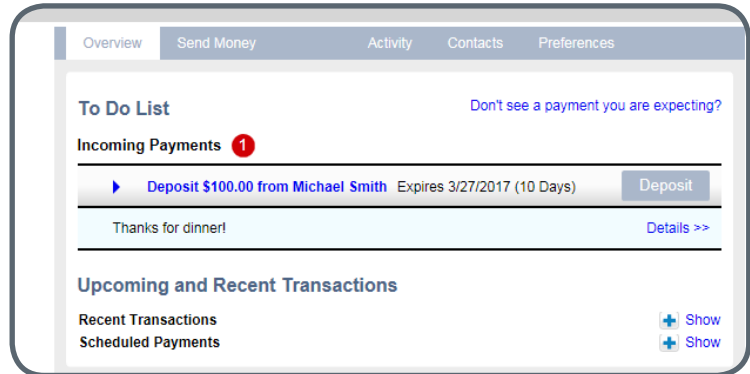 Overview Send Money Activity Contacts Preferences
To Do List Don't see a payment you are expecting?
Incoming Payments 1
Deposit $100.00 from Michael Smith Expires 3/27/2017 (10 Days) Deposit
Thanks for dinner! Details >>
Upcoming and Recent Transactions
Recent Transactions Show
Scheduled Payments Show